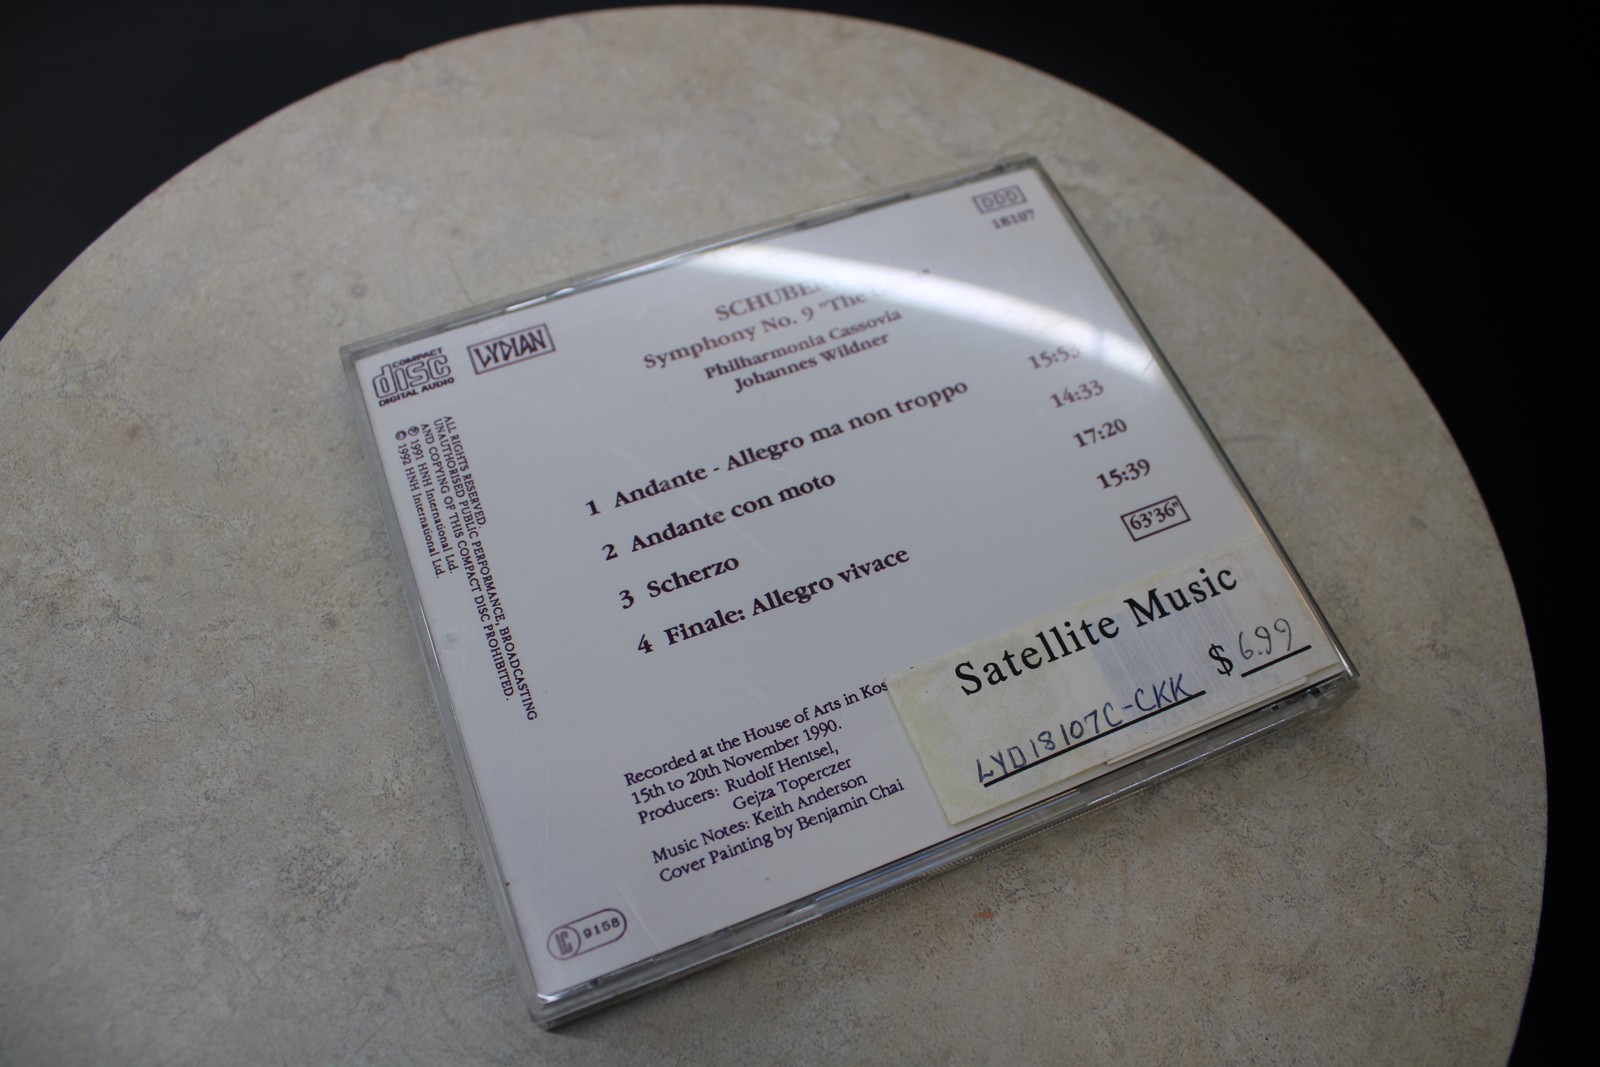 DDD
18107
COMPACT
disc
DIGITAL AUDIO
LYDIAN
Symphony No. 9 "The
Philharmonia Cassovia
Johannes Wildner
1 Andante - Allegro ma non troppo
2 Andante con moto 14:33
3 Scherzo 17:20
4 Finale: Allegro vivace 15:39
63'36"
ALL RIGHTS RESERVED.
UNAUTHORISED PUBLIC PERFORMANCE, BROADCASTING
AND COPYING OF THIS COMPACT DISC PROHIBITED.
℗ 1991 HNH International Ltd.
© 1992 HNH International Ltd.
Recorded at the House of Arts in
15th to 20th November 1990.
Producers: Rudolf Hentsel,
Gejza Toperczer
Music Notes: Keith Anderson
Cover Painting by Benjamin Chai
Satellite Music
LYD18107C-CKK $6.99
LC 9158